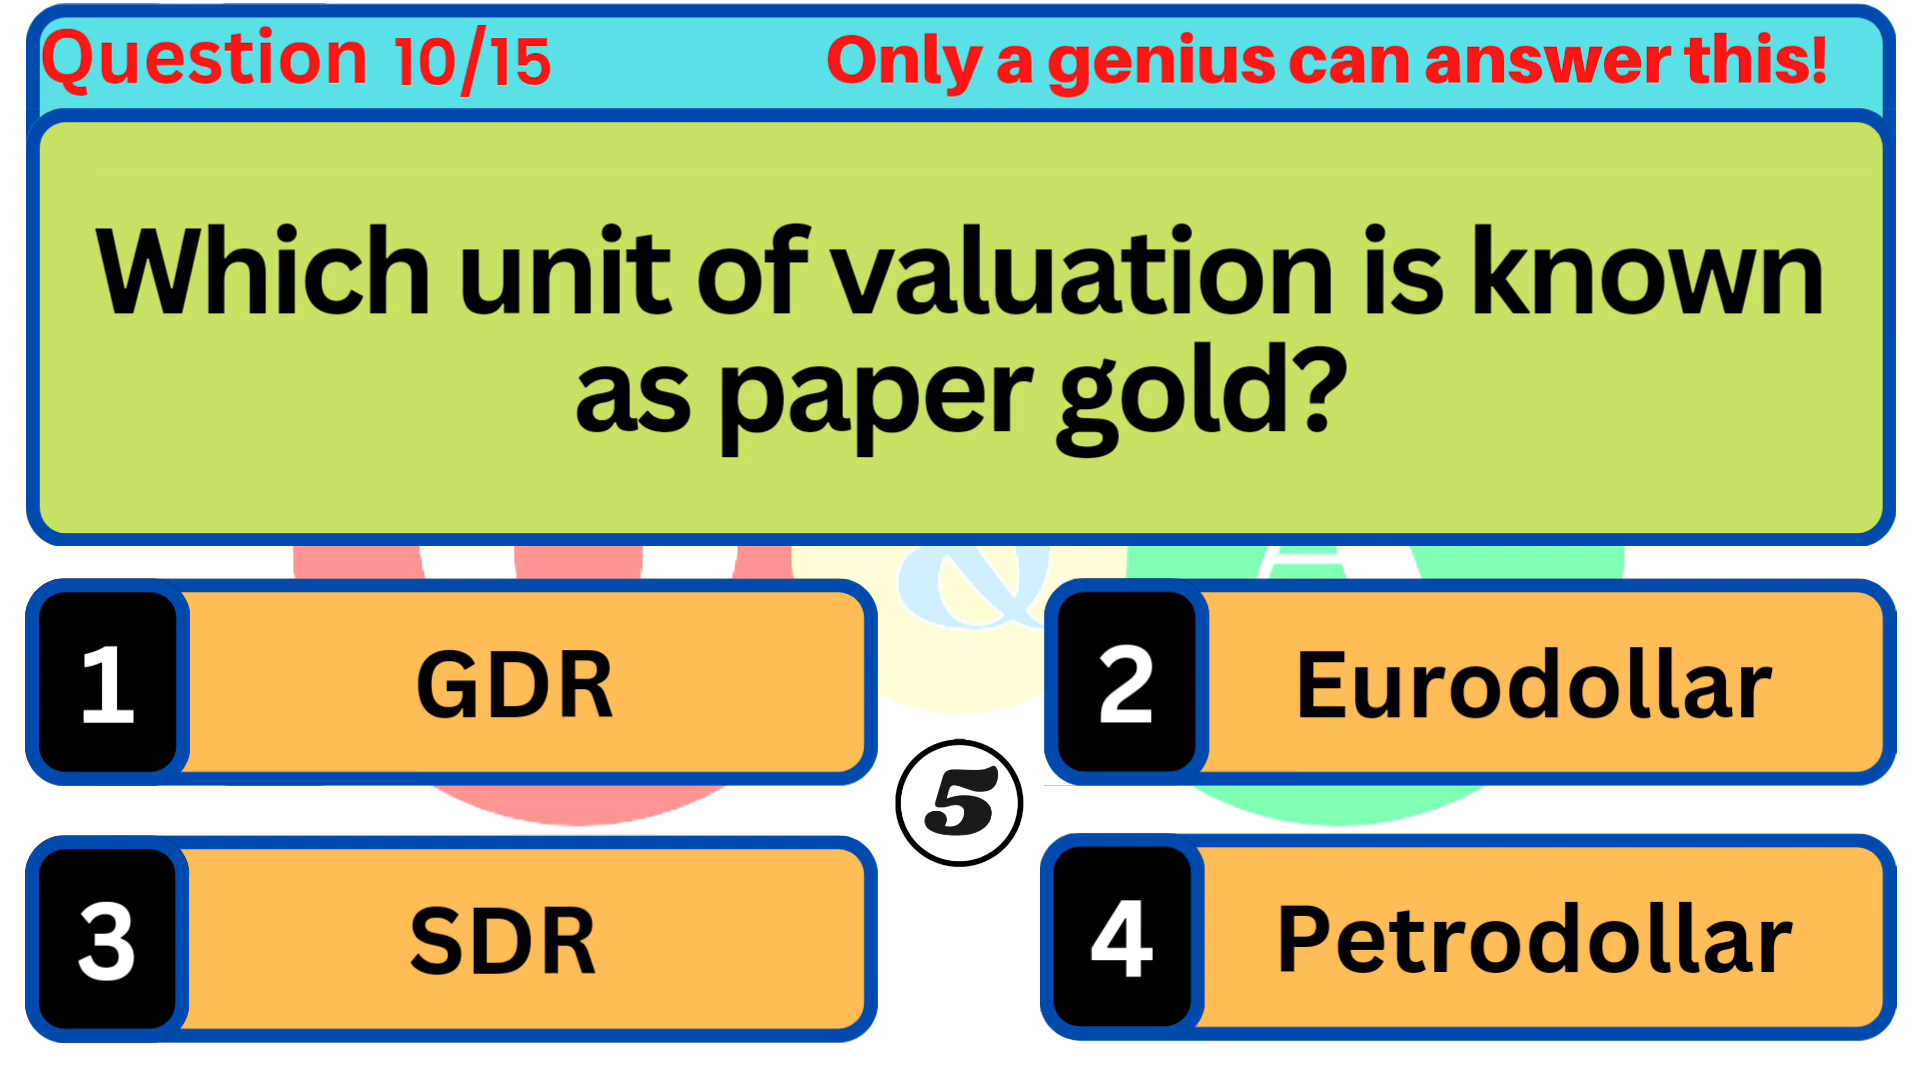 Question 10/15
Only a genius can answer this!
Which unit of valuation is known
as paper gold?
&
1
GDR
2
Eurodollar
5
3
SDR
4
Petrodollar